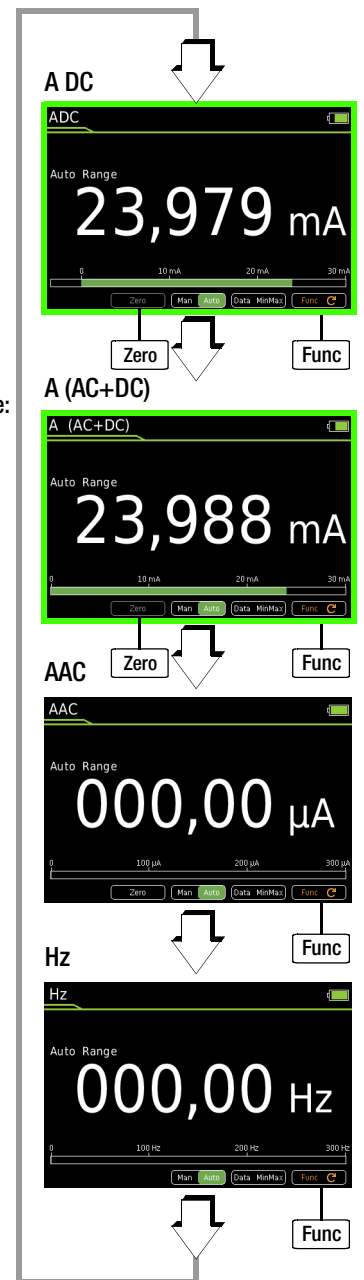 A DC
ADC
Auto Range
23,979 mA
0 10 mA 20 mA 30 mA
Zero Man Auto Data MinMax Func
Zero Func
A (AC+DC)
e:
A (AC+DC)
Auto Range
23,988 mA
0 10 mA 20 mA 30 mA
Zero Man Auto Data MinMax Func
Zero Func
AAC
AAC
Auto Range
000,00 µA
0 100 µA 200 µA 300 µA
Zero Man Auto Data MinMax Func
Func
Hz
Hz
Auto Range
000,00 Hz
0 100 Hz 200 Hz 300 Hz
Man Auto Data MinMax Func
Func